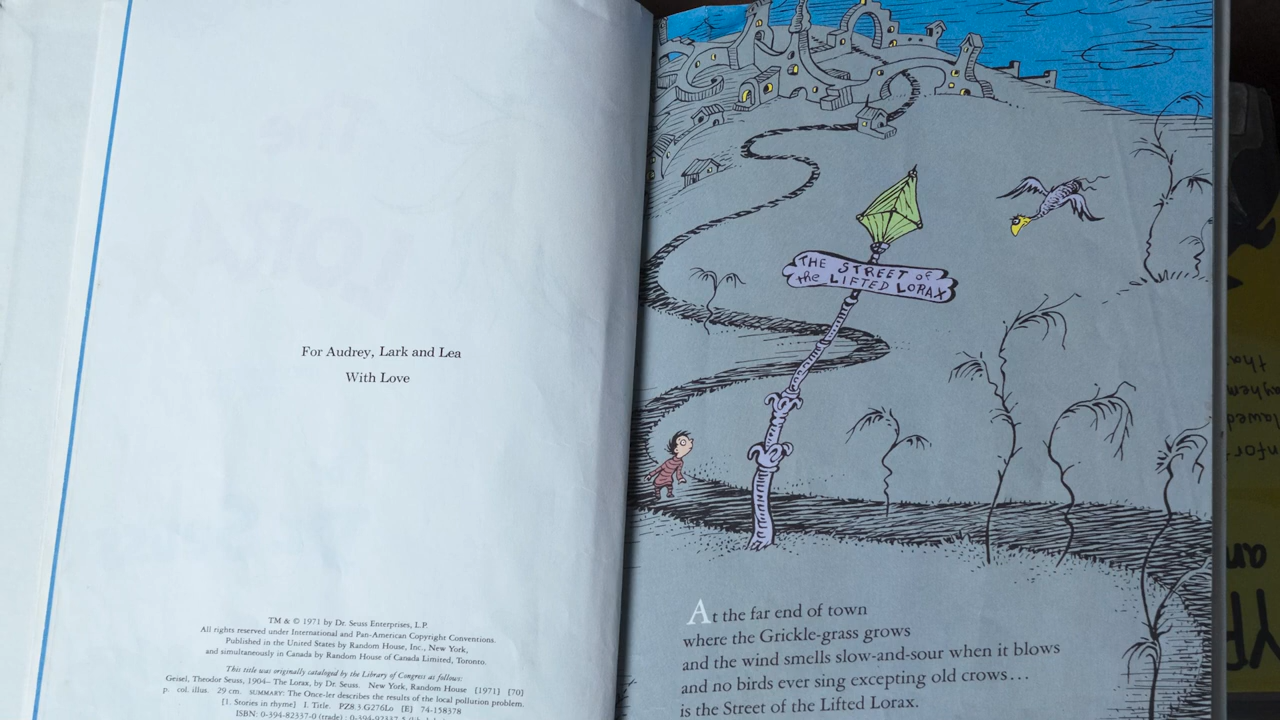 For Audrey, Lark and Lea
With Love
TM & © 1971 by Dr. Seuss Enterprises, L.P.
All rights reserved under International and Pan-American Copyright Conventions.
Published in the United States by Random House, Inc., New York,
and simultaneously in Canada by Random House of Canada Limited, Toronto.
This title was originally cataloged by the Library of Congress as follows:
Geisel, Theodor Seuss, 1904– The Lorax, by Dr. Seuss. New York, Random House [1971] [70]
p. col. illus. 29 cm. SUMMARY: The Once-ler describes the results of the local pollution problem.
[1. Stories in rhyme] I. Title. PZ8.3.G276Lo [E] 74-158378
ISBN: 0-394-82337-0 (trade)
THE STREET OF
the LIFTED LORAX
At the far end of town
where the Grickle-grass grows
and the wind smells slow-and-sour when it blows
and no birds ever sing excepting old crows...
is the Street of the Lifted Lorax.